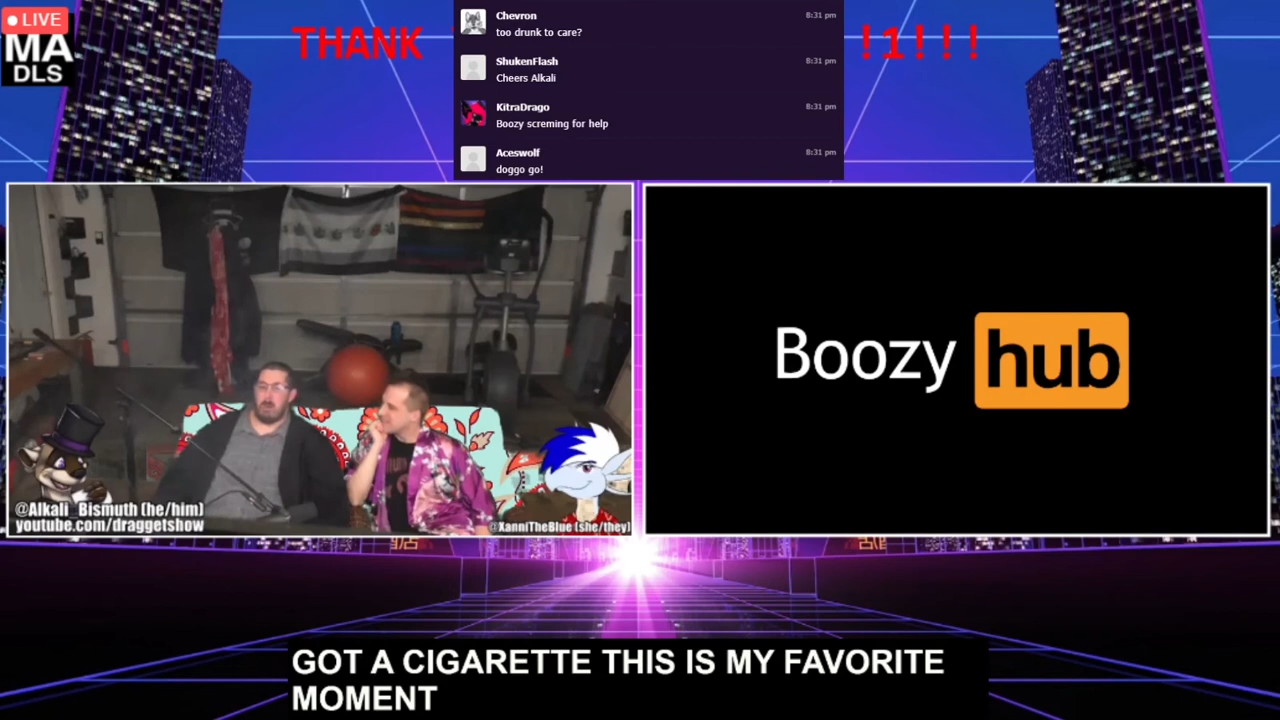 LIVE
MA
DLS
THANK
!1!!!
Chevron 8:31 pm
too drunk to care?
ShukenFlash 8:31 pm
Cheers Alkali
KitraDrago 8:31 pm
Boozy screming for help
Aceswolf 8:31 pm
doggo go!
@Alkali_Bismuth (he/him)
youtube.com/draggetshow
@XanniTheBlue (she/they)
Boozy hub
GOT A CIGARETTE THIS IS MY FAVORITE
MOMENT